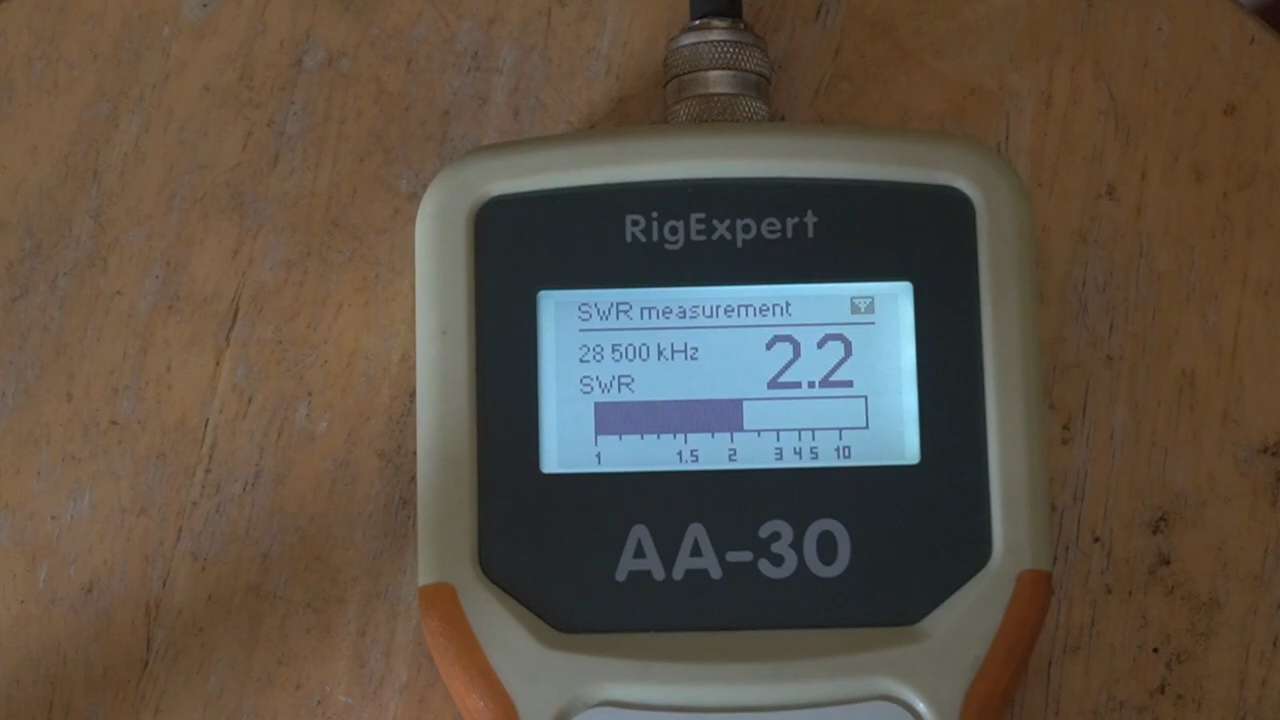 RigExpert
SWR measurement
28 500 kHz
2.2
SWR
1 1.5 2 3 4 5 10
AA-30